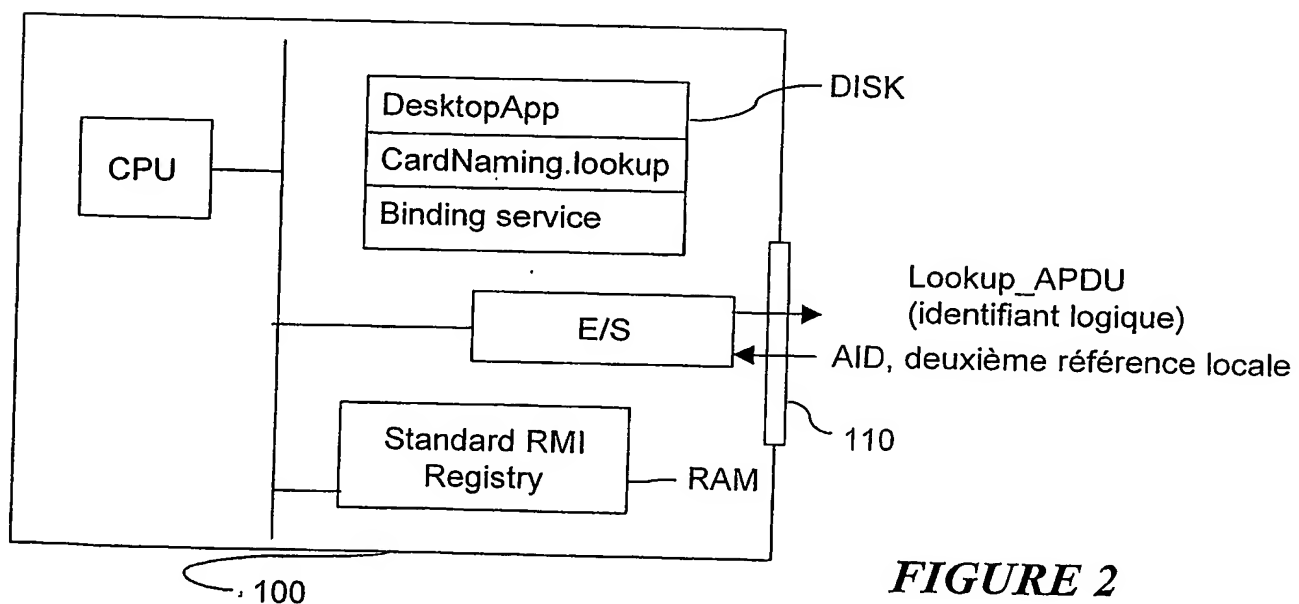 DesktopApp
DISK
CPU
CardNaming.lookup
Binding service
Lookup_APDU
(identifiant logique)
E/S
AID, deuxième référence locale
110
Standard RMI
Registry
RAM
100
FIGURE 2